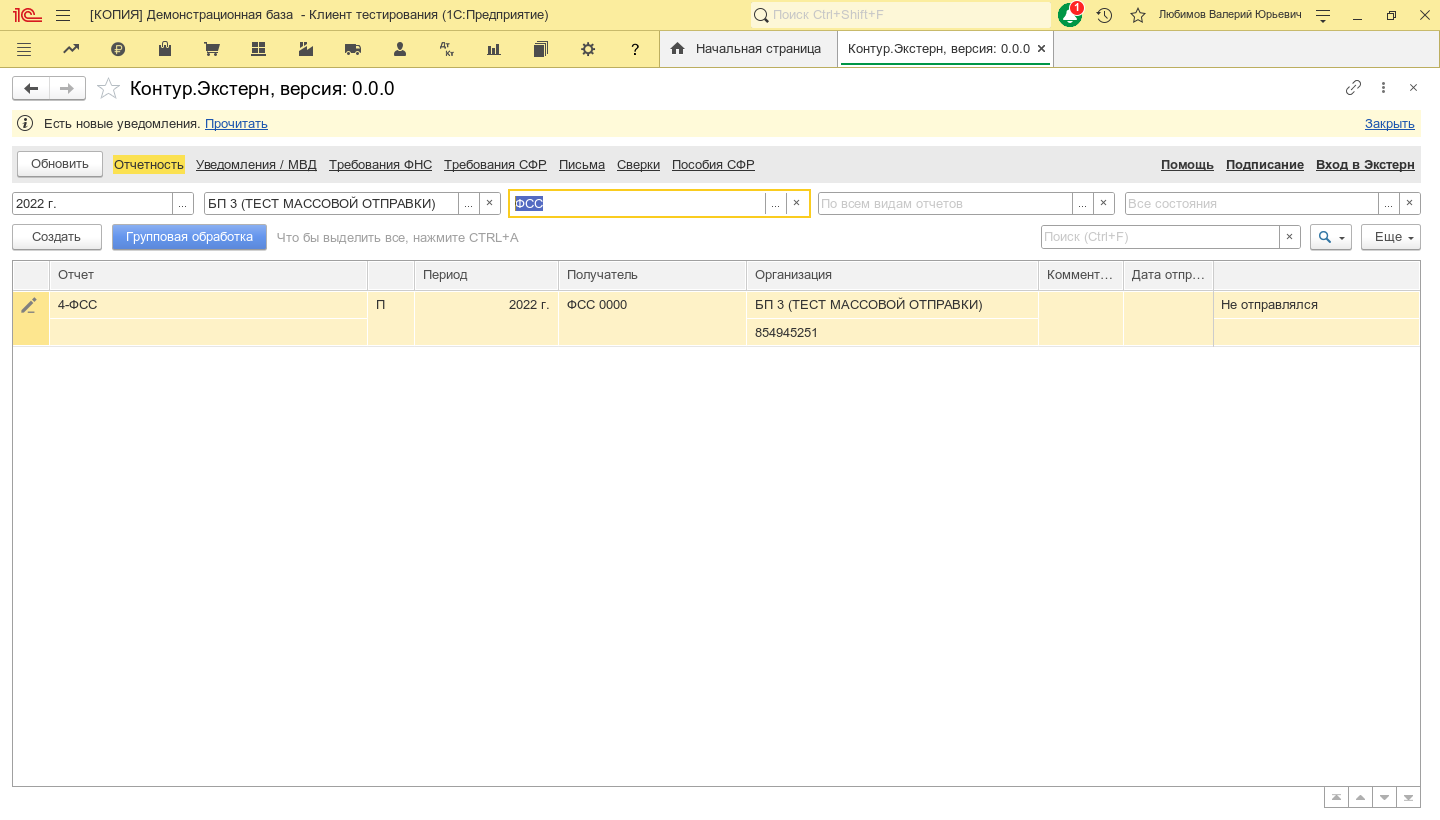 [КОПИЯ] Демонстрационная база - Клиент тестирования (1С:Предприятие) Поиск Ctrl+Shift+F 1 Любимов Валерий Юрьевич
Дт Кт ? Начальная страница Контур.Экстерн, версия: 0.0.0
Контур.Экстерн, версия: 0.0.0
Есть новые уведомления. Прочитать Закрыть
Обновить Отчетность Уведомления / МВД Требования ФНС Требования СФР Письма Сверки Пособия СФР Помощь Подписание Вход в Экстерн
2022 г. ... БП 3 (ТЕСТ МАССОВОЙ ОТПРАВКИ) ... × ФСС ... × По всем видам отчетов ... × Все состояния ... ×
Создать Групповая обработка Что бы выделить все, нажмите CTRL+A Поиск (Ctrl+F) × Еще
Отчет Период Получатель Организация Коммент... Дата отпр...
4-ФСС П 2022 г. ФСС 0000 БП 3 (ТЕСТ МАССОВОЙ ОТПРАВКИ) Не отправлялся
854945251